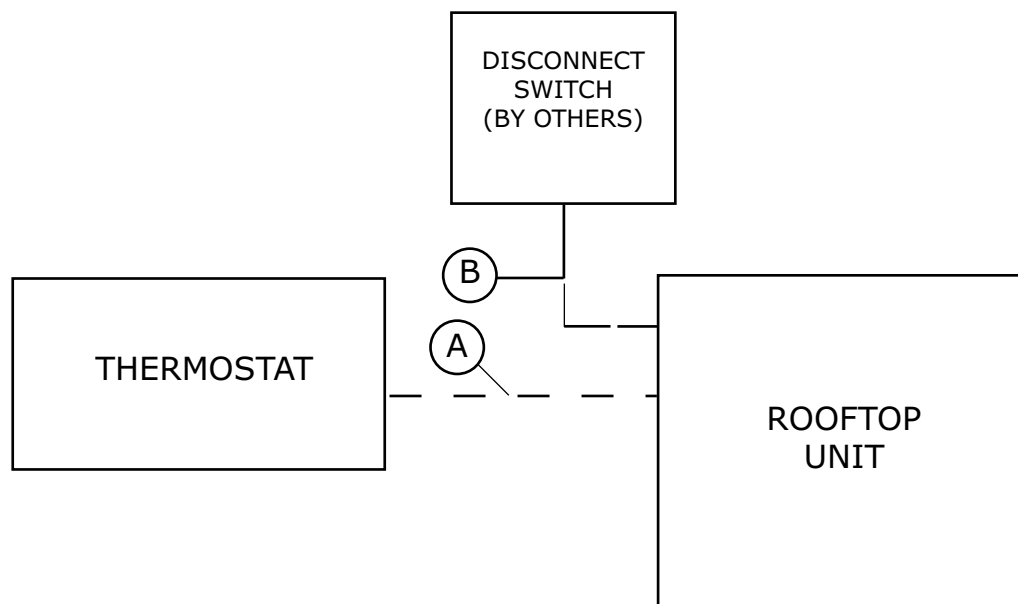 DISCONNECT
SWITCH
(BY OTHERS)
B
A
THERMOSTAT
ROOFTOP
UNIT